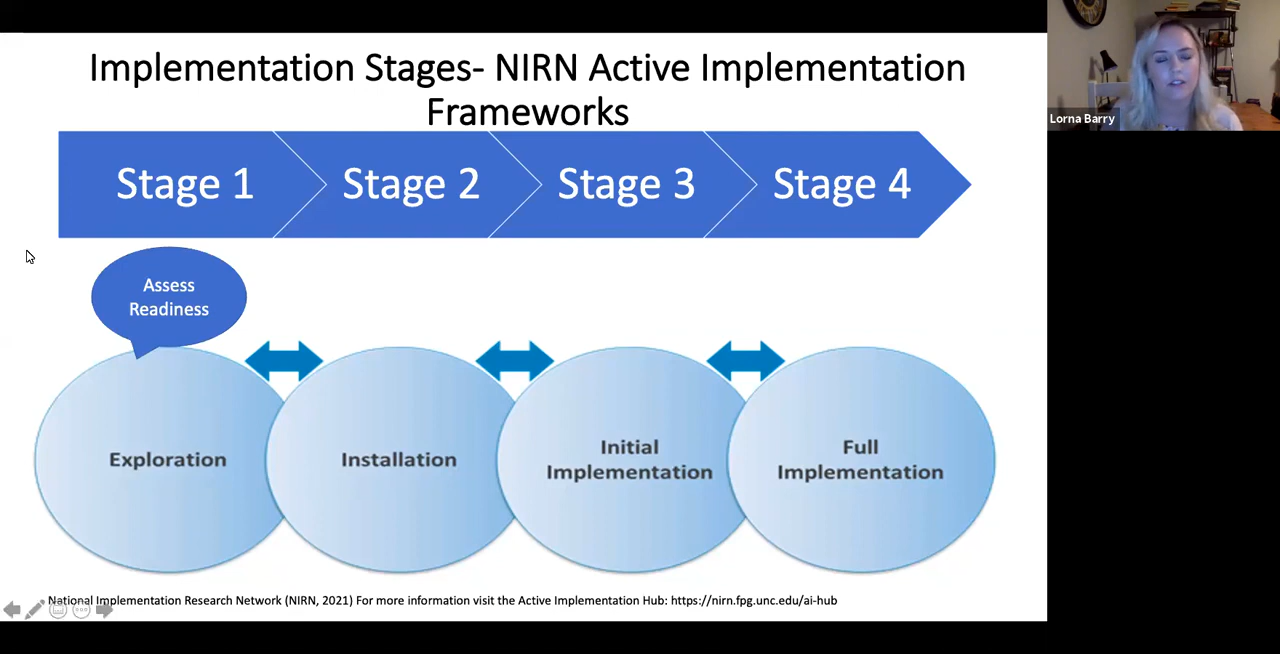 Implementation Stages- NIRN Active Implementation
Frameworks
Lorna Barry
Stage 1
Stage 2
Stage 3
Stage 4
Assess
Readiness
Exploration
Installation
Initial
Implementation
Full
Implementation
National Implementation Research Network (NIRN, 2021) For more information visit the Active Implementation Hub: https://nirn.fpg.unc.edu/ai-hub